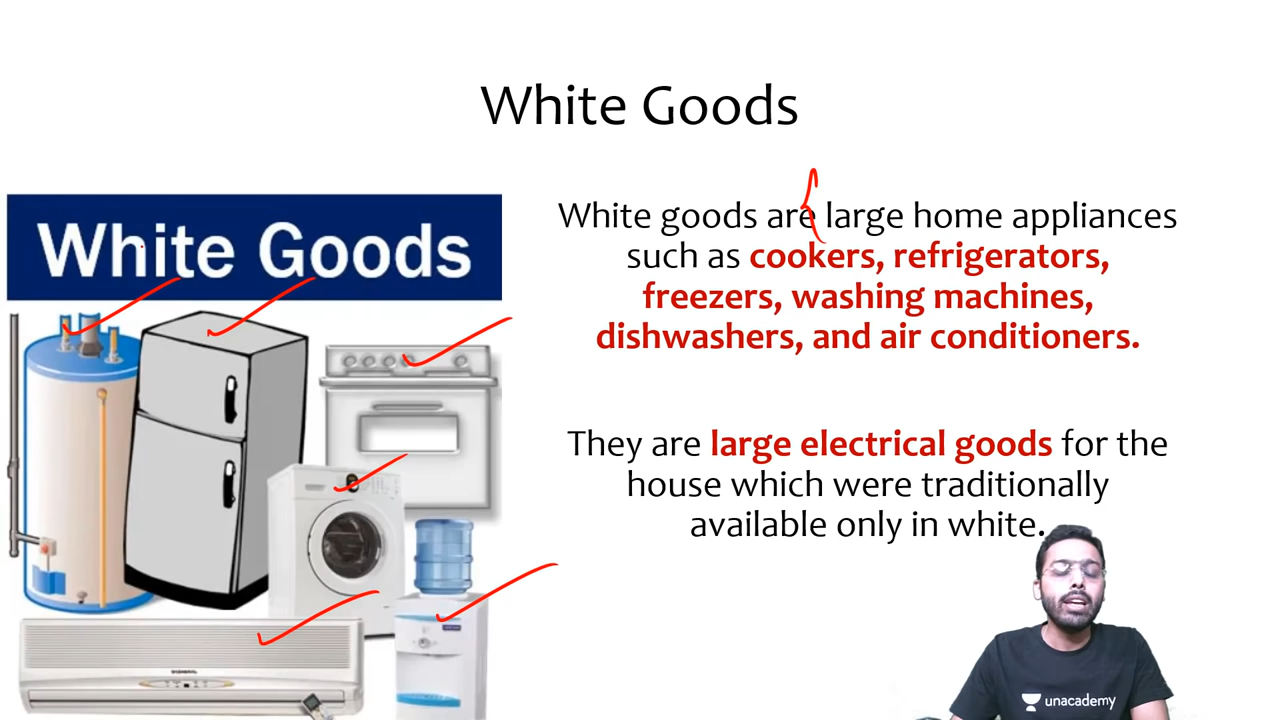 White Goods
White Goods
White goods are large home appliances
such as cookers, refrigerators,
freezers, washing machines,
dishwashers, and air conditioners.
They are large electrical goods for the
house which were traditionally
available only in white.
unacademy